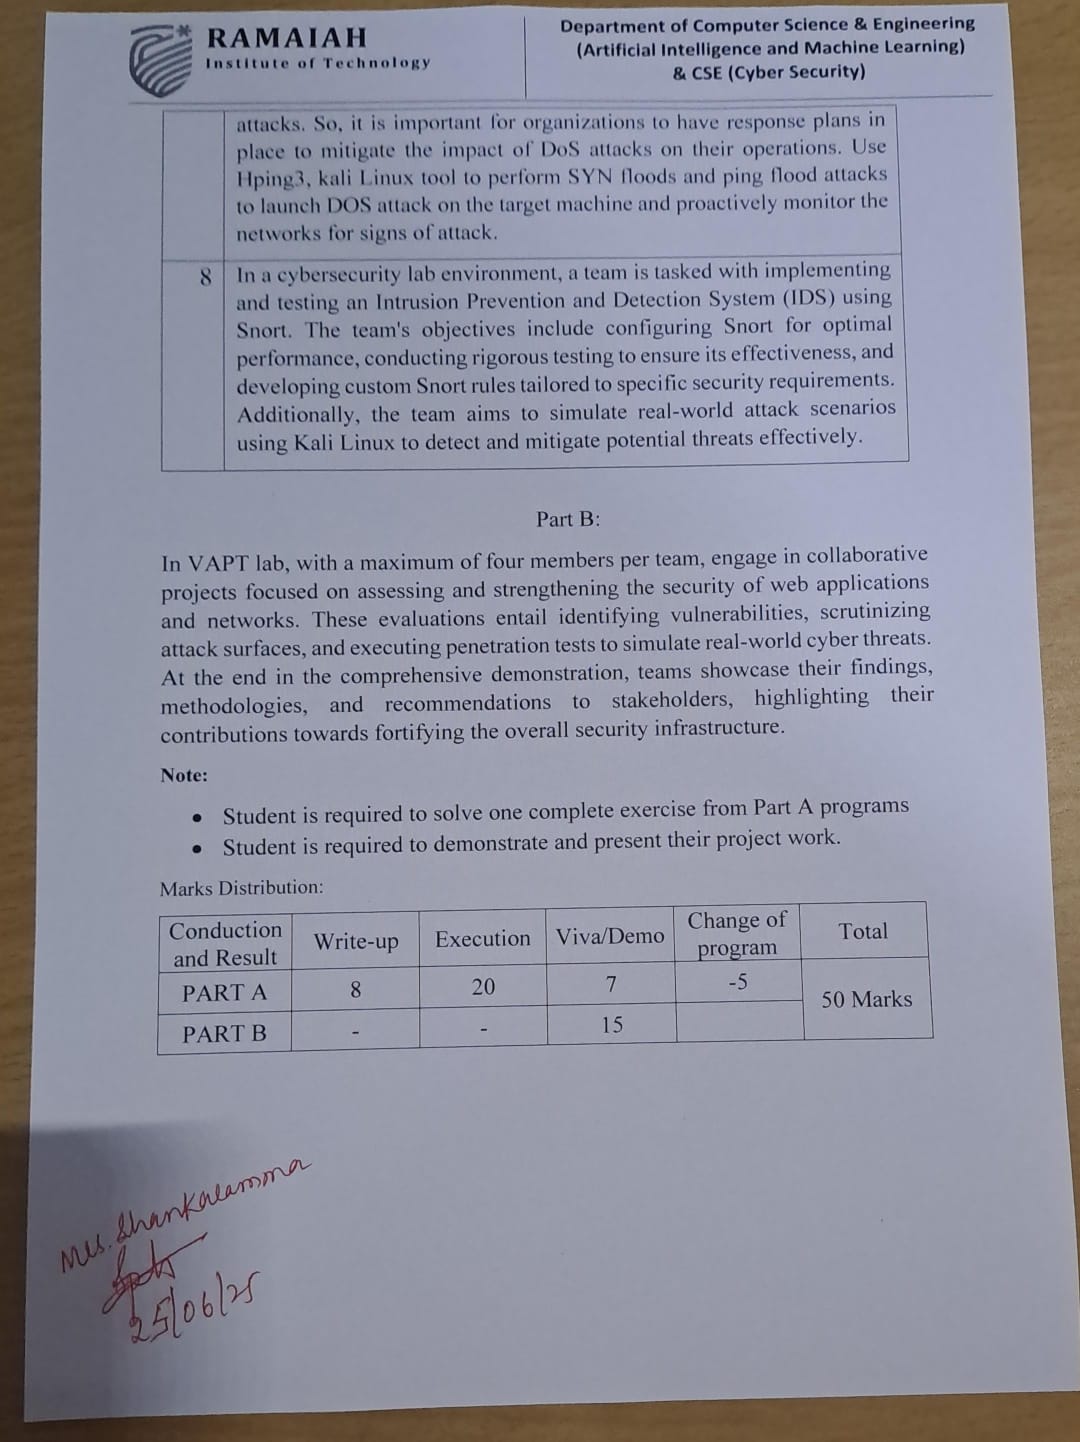 RAMAIAH
Institute of Technology
Department of Computer Science & Engineering
(Artificial Intelligence and Machine Learning)
& CSE (Cyber Security)
attacks. So, it is important for organizations to have response plans in
place to mitigate the impact of DoS attacks on their operations. Use
Hping3, kali Linux tool to perform SYN floods and ping flood attacks
to launch DOS attack on the target machine and proactively monitor the
networks for signs of attack.
8 In a cybersecurity lab environment, a team is tasked with implementing
and testing an Intrusion Prevention and Detection System (IDS) using
Snort. The team's objectives include configuring Snort for optimal
performance, conducting rigorous testing to ensure its effectiveness, and
developing custom Snort rules tailored to specific security requirements.
Additionally, the team aims to simulate real-world attack scenarios
using Kali Linux to detect and mitigate potential threats effectively.
Part B:
In VAPT lab, with a maximum of four members per team, engage in collaborative
projects focused on assessing and strengthening the security of web applications
and networks. These evaluations entail identifying vulnerabilities, scrutinizing
attack surfaces, and executing penetration tests to simulate real-world cyber threats.
At the end in the comprehensive demonstration, teams showcase their findings,
methodologies, and recommendations to stakeholders, highlighting their
contributions towards fortifying the overall security infrastructure.
Note:
• Student is required to solve one complete exercise from Part A programs
• Student is required to demonstrate and present their project work.
Marks Distribution:
Conduction and Result Write-up Execution Viva/Demo Change of program Total
PART A 8 20 7 -5 50 Marks
PART B - - 15
Mrs. Shankaramma
25/06/25